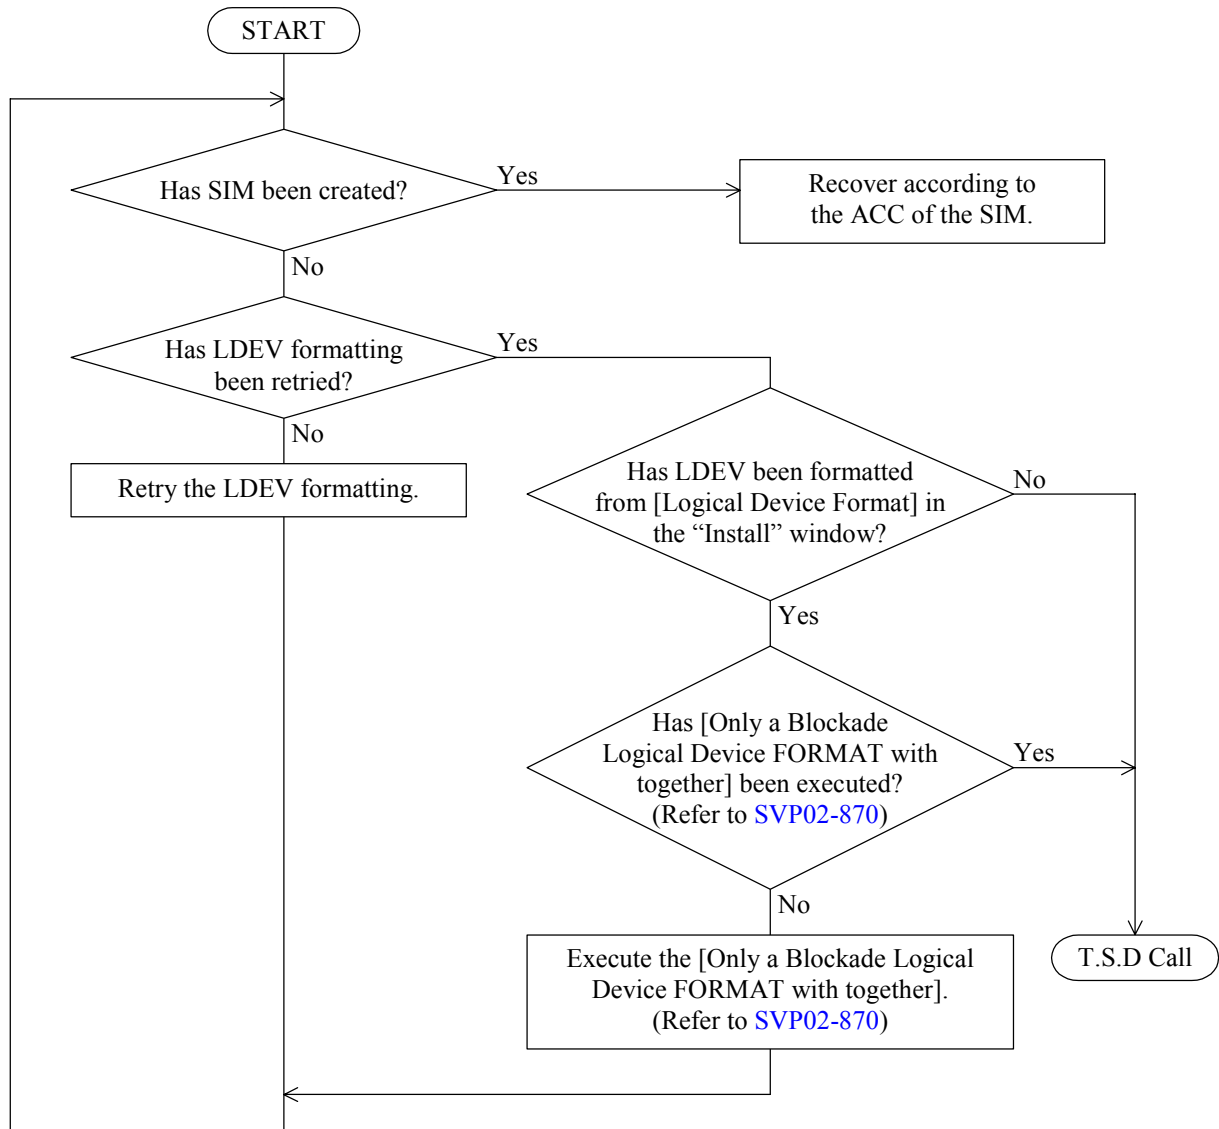 START
Has SIM been created?
Yes
Recover according to
the ACC of the SIM.
No
Has LDEV formatting
been retried?
Yes
No
Retry the LDEV formatting.
Has LDEV been formatted
from [Logical Device Format] in
the “Install” window?
No
Yes
Has [Only a Blockade
Logical Device FORMAT with
together] been executed?
(Refer to SVP02-870)
Yes
No
Execute the [Only a Blockade Logical
Device FORMAT with together].
(Refer to SVP02-870)
T.S.D Call